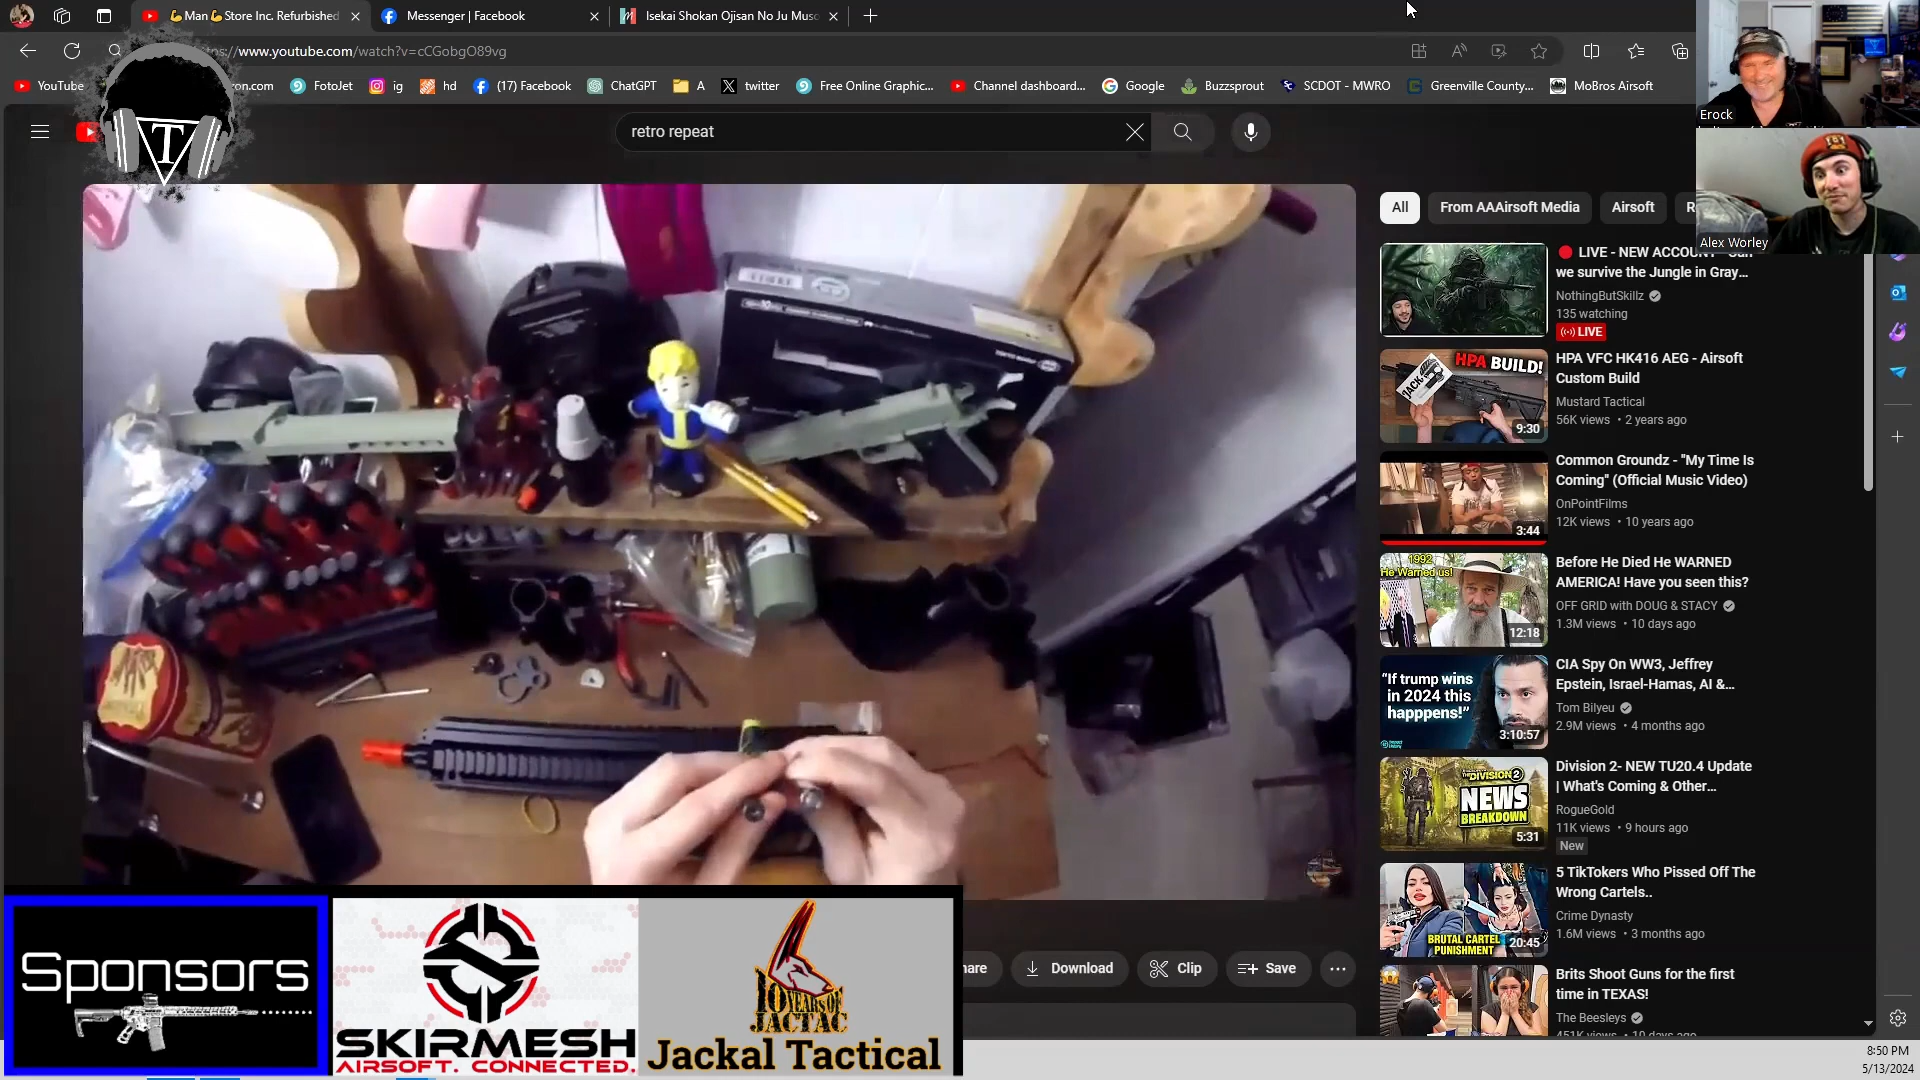 💪Man💪Store Inc. Refurbished
Messenger | Facebook
Isekai Shokan Ojisan No Ju Muso
www.youtube.com/watch?v=cCGobgO89vg
YouTube
on.com
FotoJet
ig
hd
(17) Facebook
ChatGPT
A
twitter
Free Online Graphic...
Channel dashboard...
Google
Buzzsprout
SCDOT - MWRO
Greenville County...
MoBros Airsoft
T
retro repeat
Erock
Alex Worley
All
From AAAirsoft Media
Airsoft
R
LIVE - NEW ACCOUNT
we survive the Jungle in Gray...
NothingButSkillz
135 watching
LIVE
HPA BUILD!
JACK
9:30
HPA VFC HK416 AEG - Airsoft
Custom Build
Mustard Tactical
56K views • 2 years ago
3:44
Common Groundz - "My Time Is
Coming" (Official Music Video)
OnPointFilms
12K views • 10 years ago
1992
He Warned us!
12:18
Before He Died He WARNED
AMERICA! Have you seen this?
OFF GRID with DOUG & STACY
1.3M views • 10 days ago
"If trump wins
in 2024 this
happpens!"
3:10:57
CIA Spy On WW3, Jeffrey
Epstein, Israel-Hamas, AI &...
Tom Bilyeu
2.9M views • 4 months ago
THE DIVISION 2
NEWS
BREAKDOWN
5:31
Division 2- NEW TU20.4 Update
| What's Coming & Other...
RogueGold
11K views • 9 hours ago
New
BRUTAL CARTEL
PUNISHMENT
20:45
5 TikTokers Who Pissed Off The
Wrong Cartels..
Crime Dynasty
1.6M views • 3 months ago
Brits Shoot Guns for the first
time in TEXAS!
The Beesleys
451K views • 10 days ago
hare
Download
Clip
Save
Sponsors
SKIRMESH
AIRSOFT. CONNECTED.
10 YEARS OF
JACTAC
Jackal Tactical
8:50 PM
5/13/2024